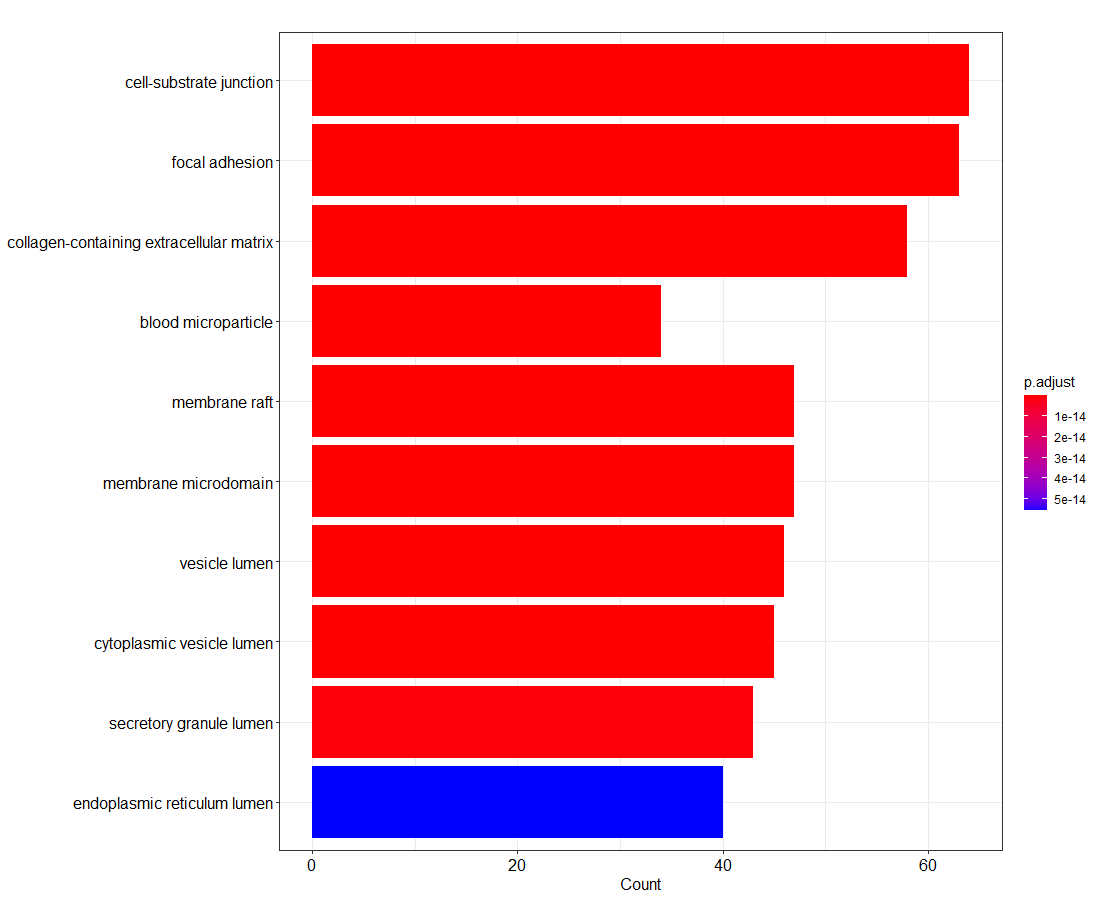 cell-substrate junction
focal adhesion
collagen-containing extracellular matrix
blood microparticle
membrane raft
membrane microdomain
vesicle lumen
cytoplasmic vesicle lumen
secretory granule lumen
endoplasmic reticulum lumen
0 20 40 60
Count
p.adjust
1e-14
2e-14
3e-14
4e-14
5e-14